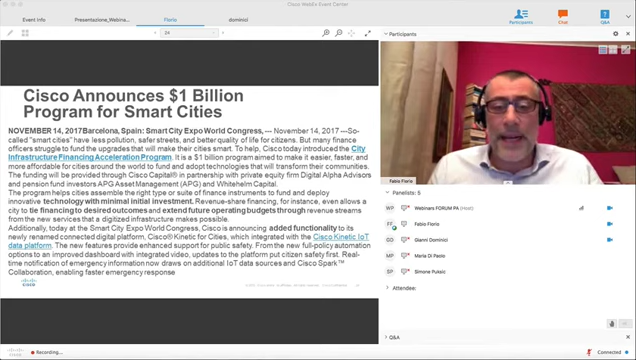 Cisco WebEx Event Center
Event Info
Presentazione_Webina...
Fiorio
dominici
Participants
Chat
Q&A
24
Participants
Cisco Announces $1 Billion
Program for Smart Cities
NOVEMBER 14, 2017Barcelona, Spain: Smart City Expo World Congress, --- November 14, 2017 ---So-
called "smart cities" have less pollution, safer streets, and better quality of life for citizens. But many finance
officers struggle to fund the upgrades that will make their cities smart. To help, Cisco today introduced the City
Infrastructure Financing Acceleration Program. It is a $1 billion program aimed to make it easier, faster, and
more affordable for cities around the world to fund and adopt technologies that will transform their communities.
The funding will be provided through Cisco Capital® in partnership with private equity firm Digital Alpha Advisors
and pension fund investors APG Asset Management (APG) and Whitehelm Capital.
The program helps cities assemble the right type or suite of finance instruments to fund and deploy
innovative technology with minimal initial investment. Revenue-share financing, for instance, even allows a
city to tie financing to desired outcomes and extend future operating budgets through revenue streams
from the new services that a digitized infrastructure makes possible.
Additionally, today at the Smart City Expo World Congress, Cisco is announcing added functionality to its
newly renamed connected digital platform, Cisco® Kinetic for Cities, which integrated with the Cisco Kinetic IoT
data platform. The new features provide enhanced support for public safety. From the new full-policy automation
options to an improved dashboard with integrated video, updates to the platform put citizen safety first. Real-
time notification of emergency information now draws on additional IoT data sources and Cisco Spark™
Collaboration, enabling faster emergency response
CISCO
Fabio Fiorio
Panelists: 5
WP Webinars FORUM PA (Host)
FF Fabio Fiorio
GD Gianni Dominici
MP Maria Di Paolo
SP Simone Puksic
Attendee:
Q&A
Recording...
Connected